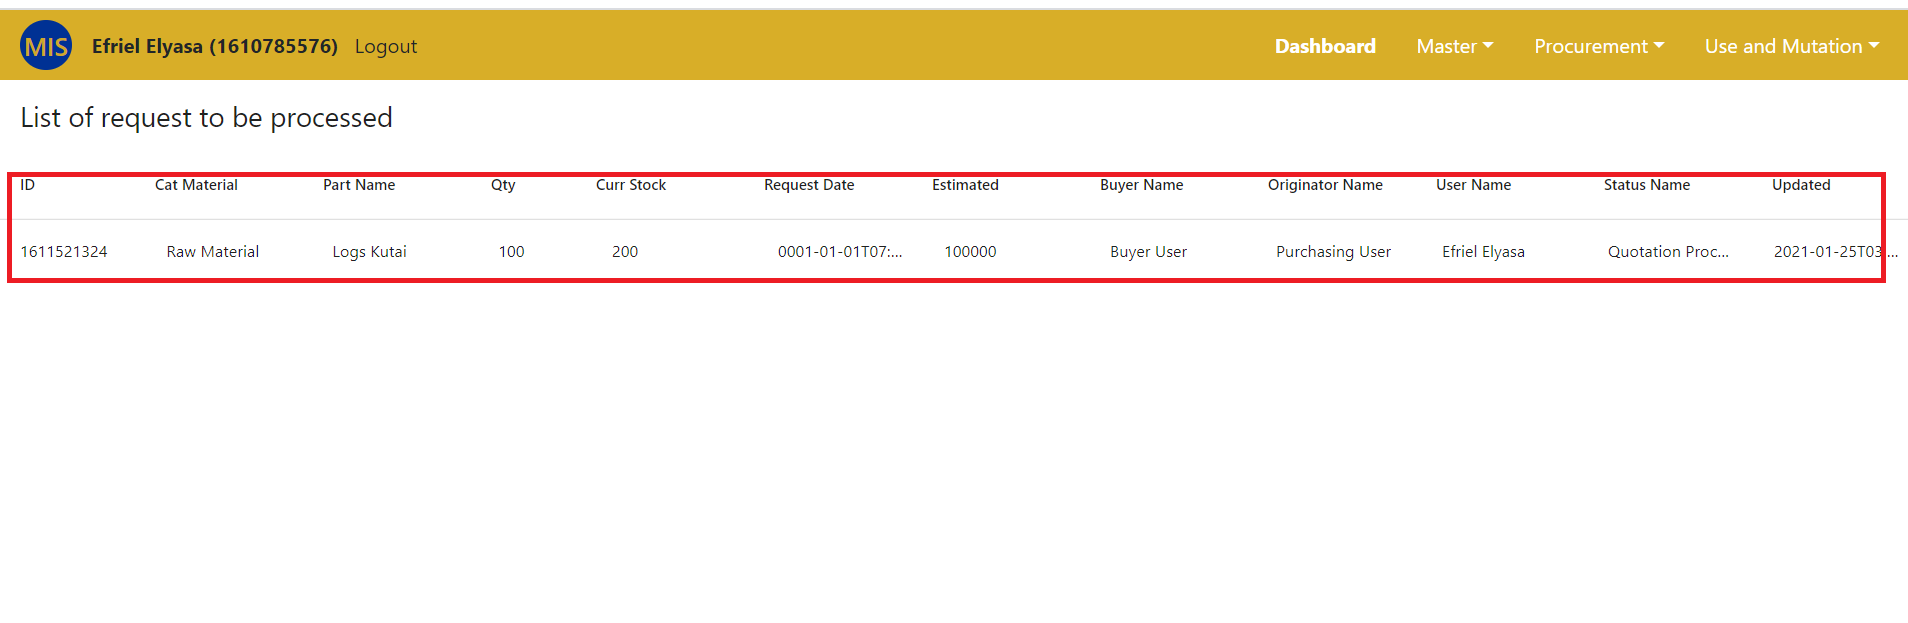 MIS Efriel Elyasa (1610785576) Logout Dashboard Master Procurement Use and Mutation
List of request to be processed
ID Cat Material Part Name Qty Curr Stock Request Date Estimated Buyer Name Originator Name User Name Status Name Updated
1611521324 Raw Material Logs Kutai 100 200 0001-01-01T07:... 100000 Buyer User Purchasing User Efriel Elyasa Quotation Proc... 2021-01-25T03:...